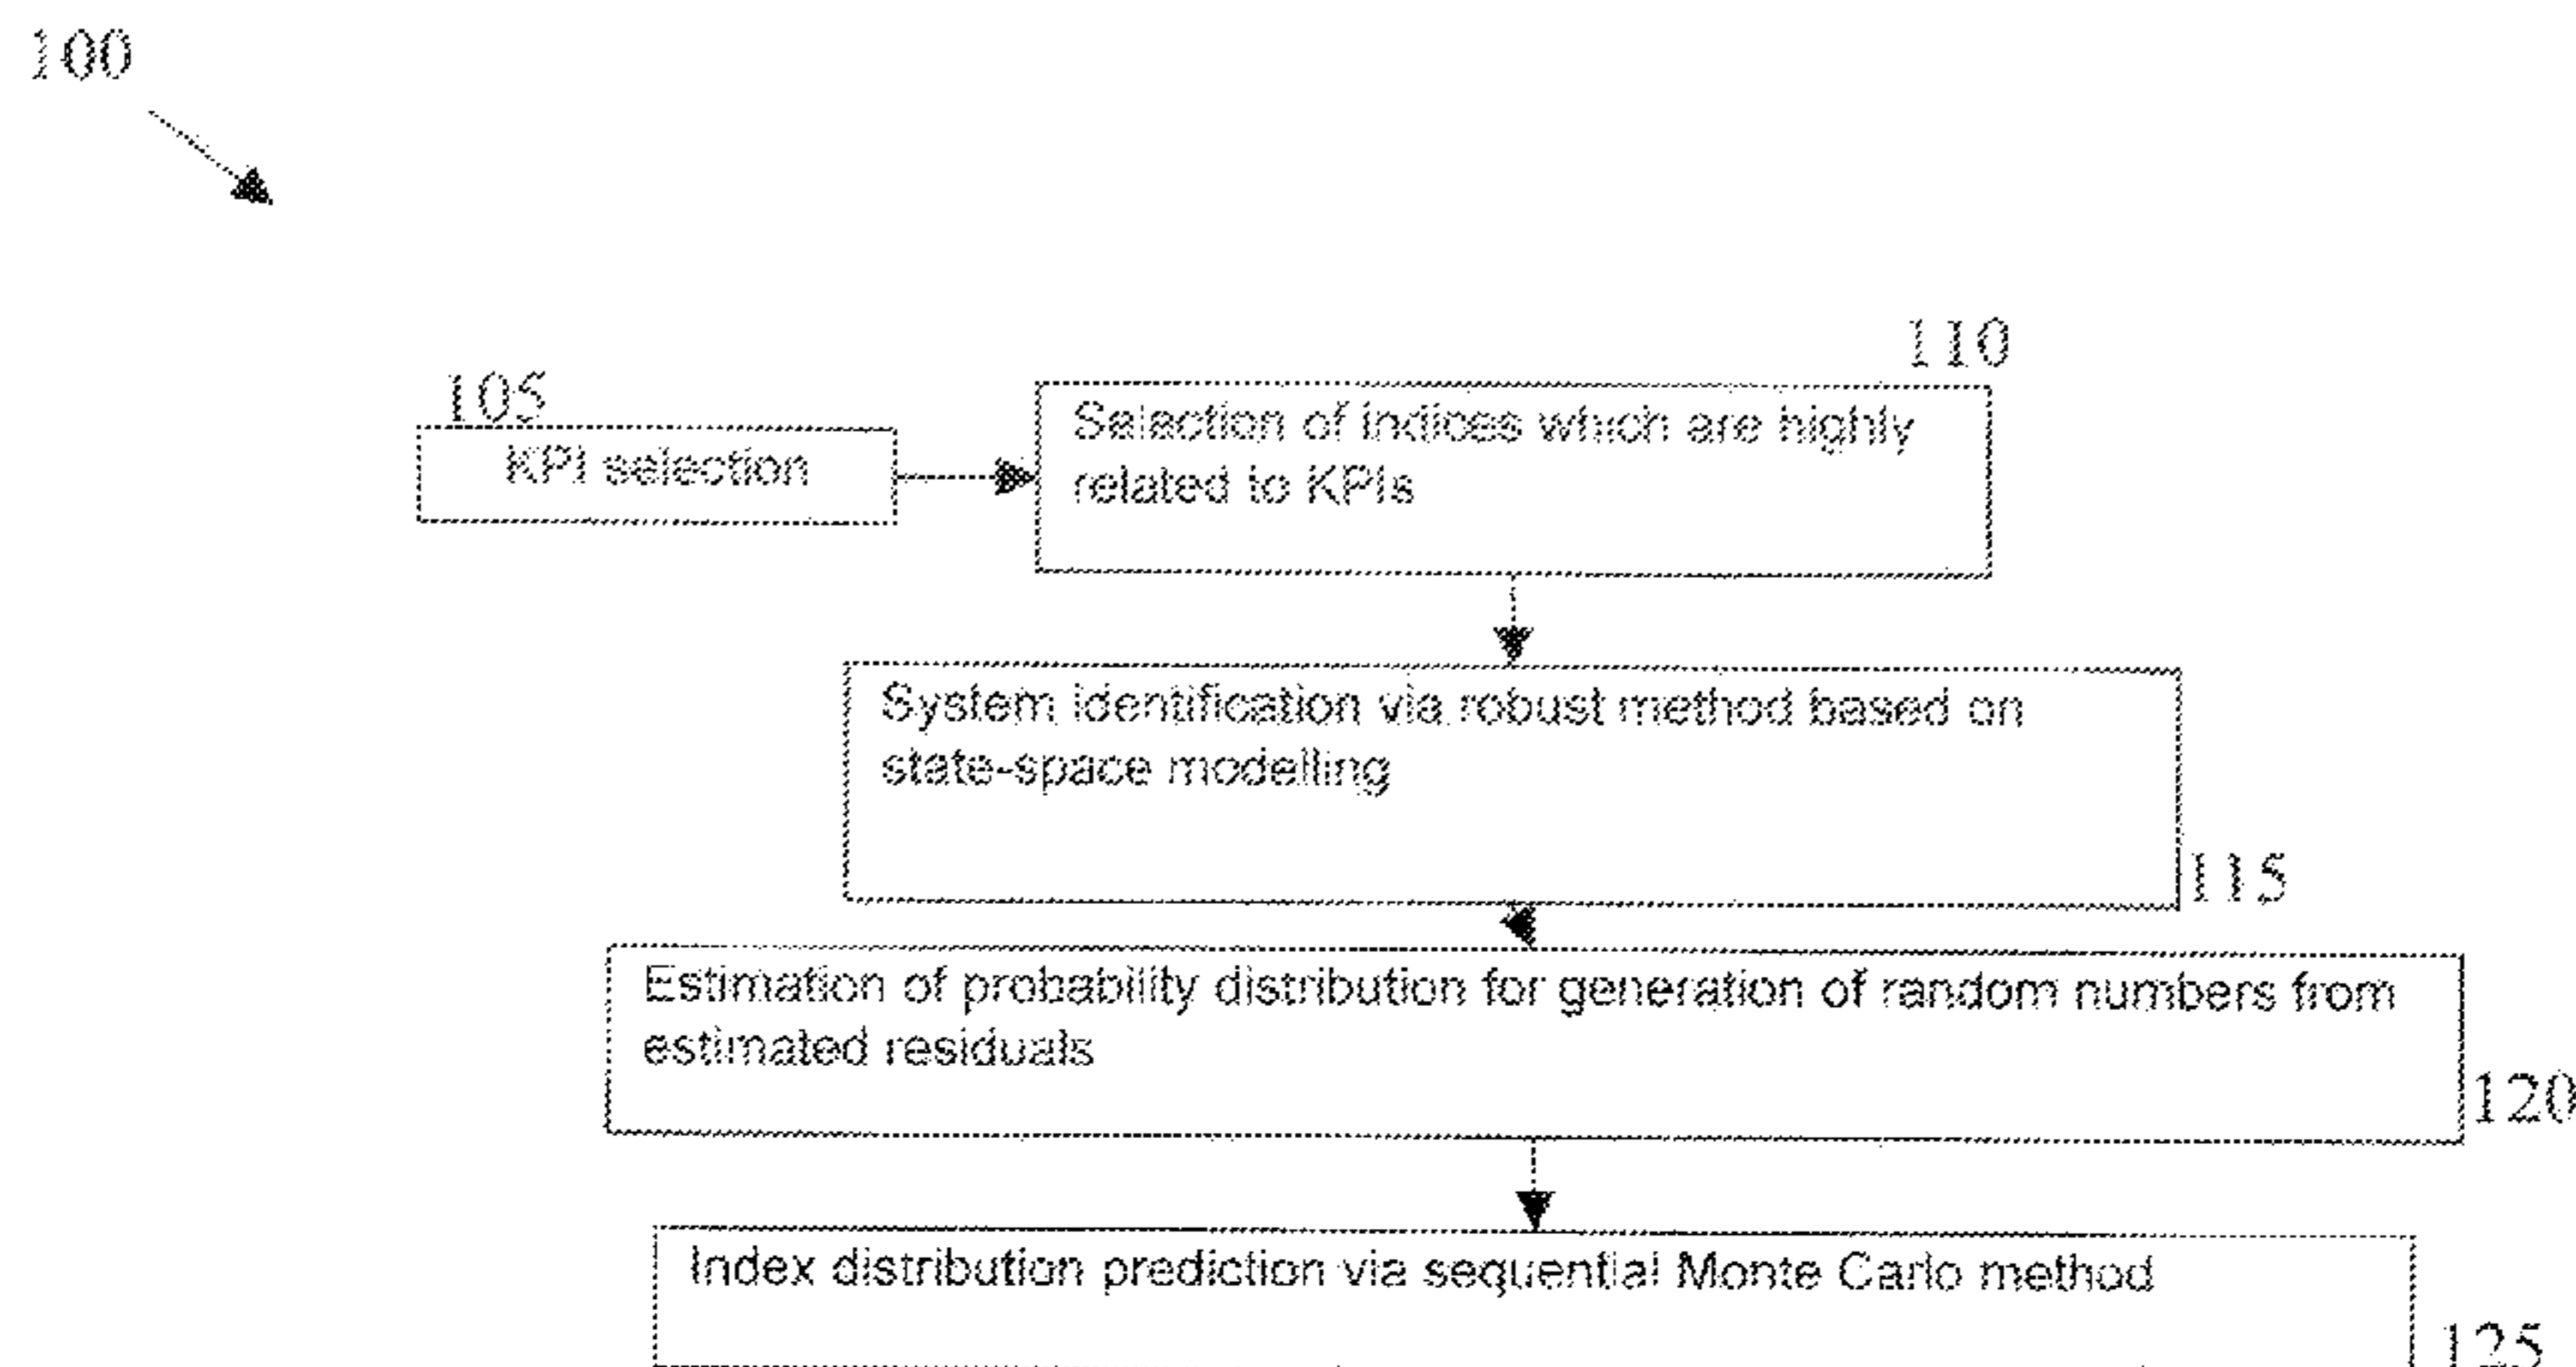 100
110
105
KPI selection
Selection of indices which are highly
related to KPIs
System identification via robust method based on
state-space modelling
115
Estimation of probability distribution for generation of random numbers from
estimated residuals
120
Index distribution prediction via sequential Monte Carlo method
125